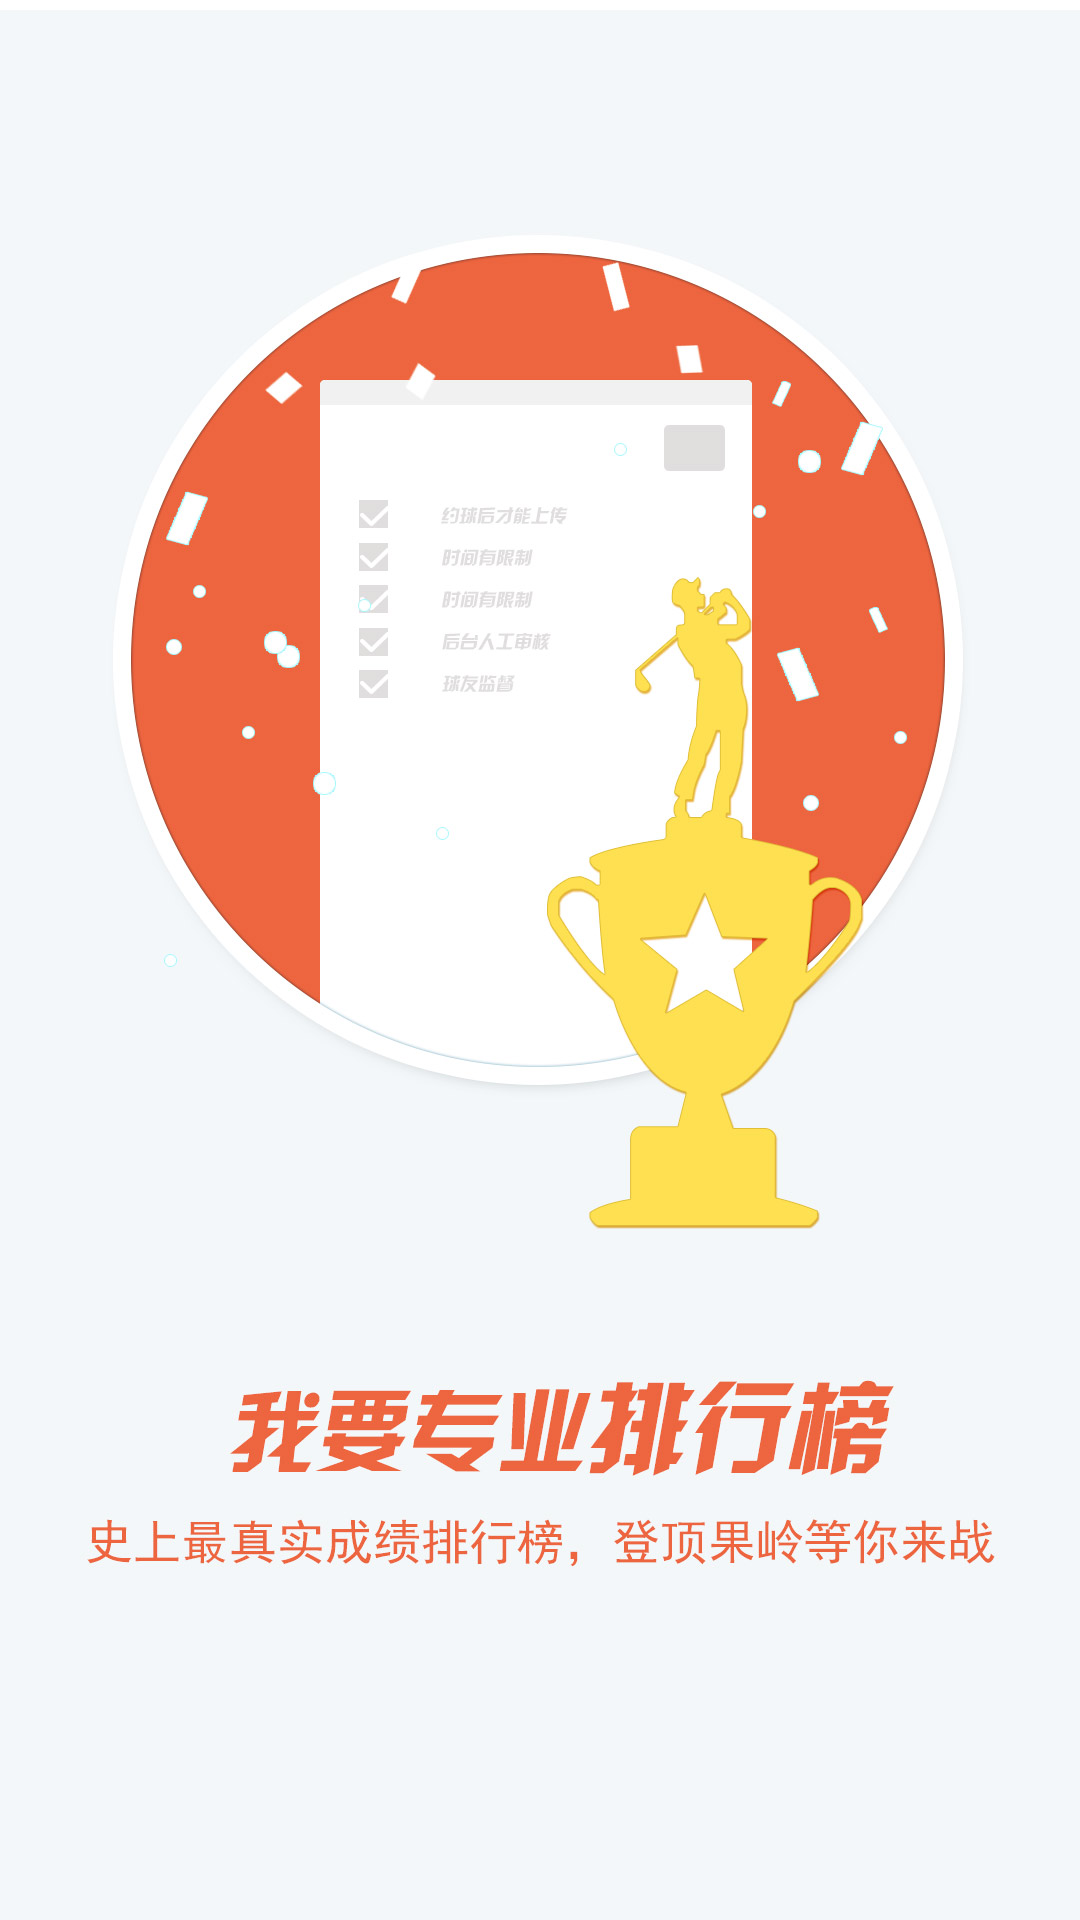 约球后才能上传
时间有限制
时间有限制
后台人工审核
球友监督
我要专业排行榜
史上最真实成绩排行榜，登顶果岭等你来战